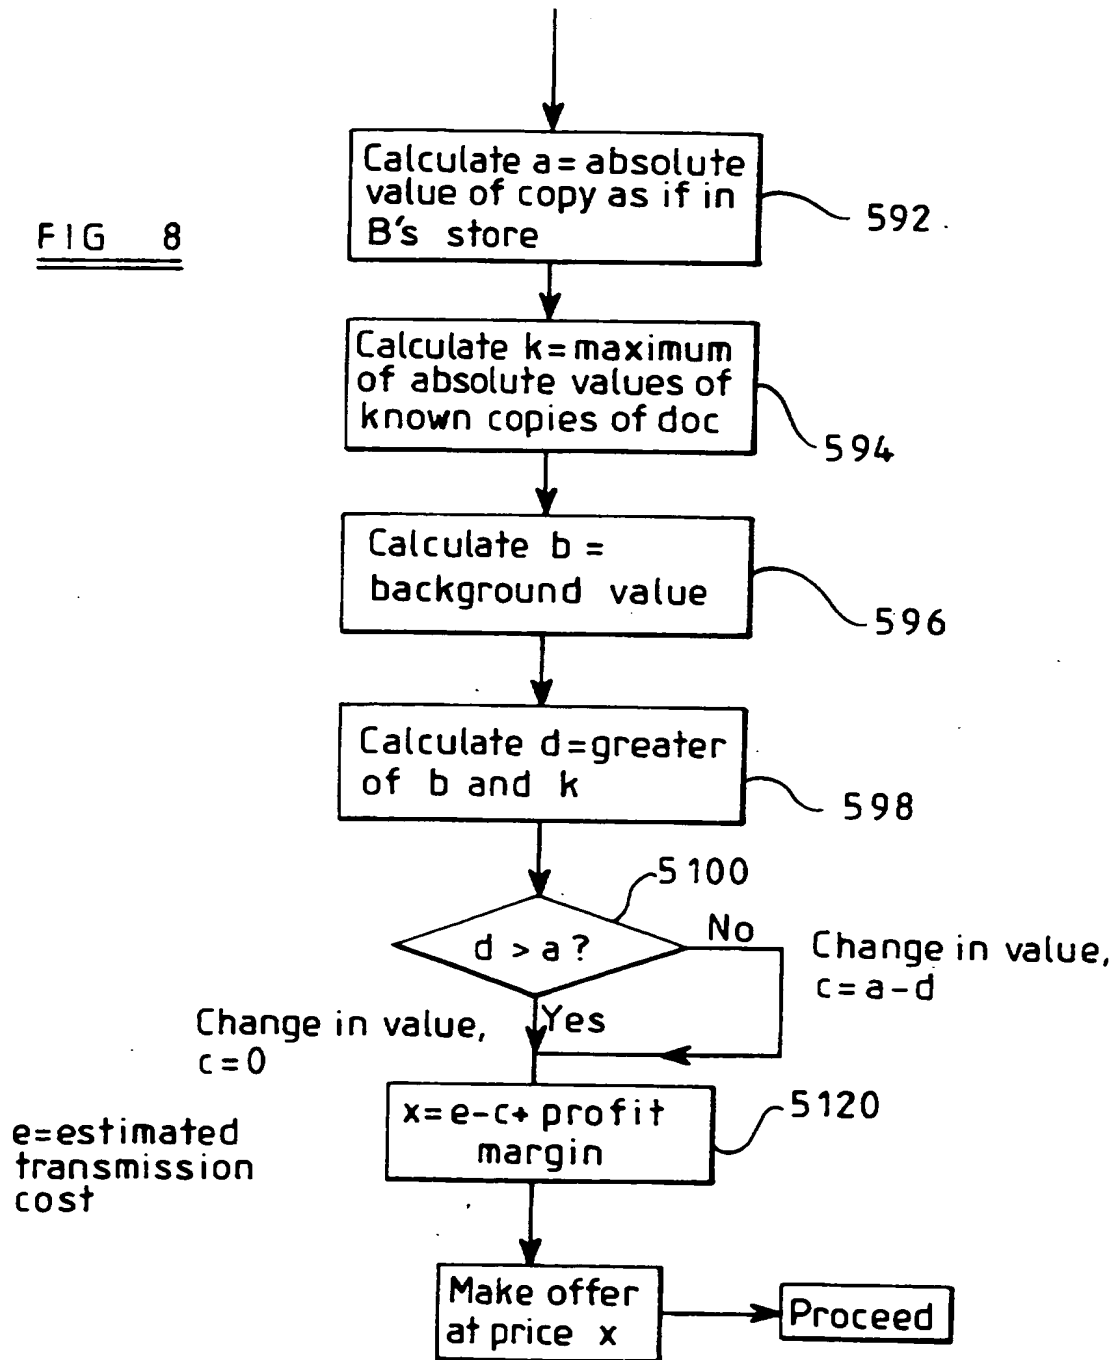 FIG 8
Calculate a=absolute
value of copy as if in
B's store
592
Calculate k=maximum
of absolute values of
known copies of doc
594
Calculate b =
background value
596
Calculate d=greater
of b and k
598
5100
d > a ?
No
Change in value,
c=a-d
Yes
Change in value,
c=0
x=e-c+ profit
margin
5120
e=estimated
transmission
cost
Make offer
at price x
Proceed